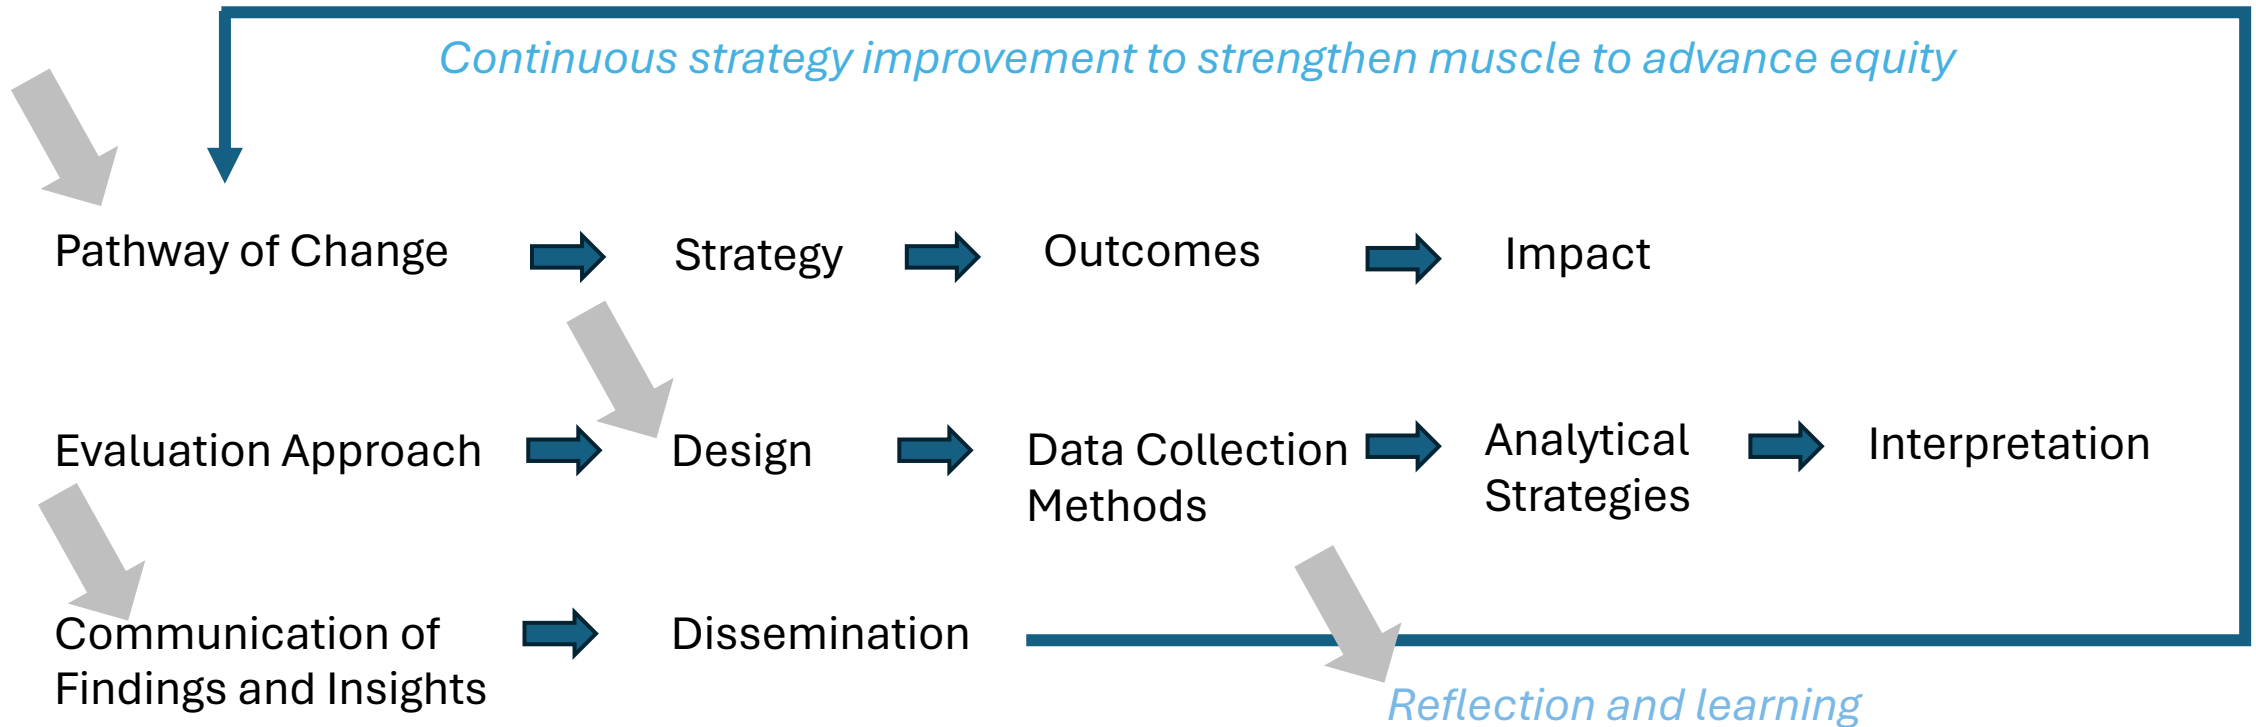 Continuous strategy improvement to strengthen muscle to advance equity
Pathway of Change
Strategy
Outcomes
Impact
Evaluation Approach
Design
Data Collection
Methods
Analytical
Strategies
Interpretation
Communication of
Findings and Insights
Dissemination
Reflection and learning